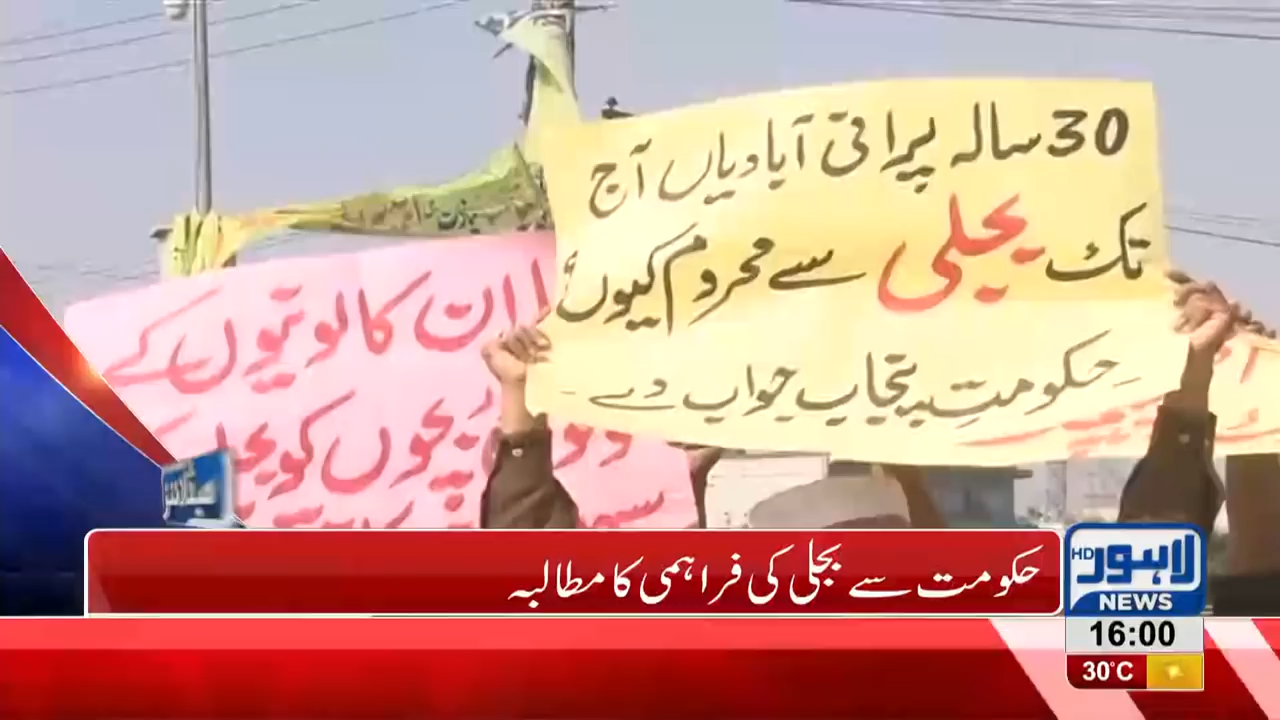 30 سالہ پرانی آبادیاں آج
تک بجلی سے محروم کیوں؟
حکومت پنجاب جواب دے
ان کالونیوں کے
بچوں کو
حکومت سے بجلی کی فراہمی کا مطالبہ
HD لاہور
NEWS
16:00
30°C